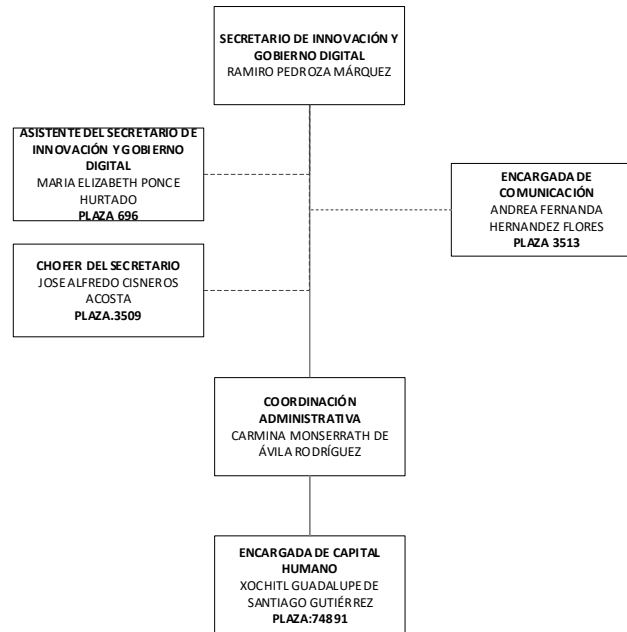 SECRETARIO DE INNOVACIÓN Y
GOBIERNO DIGITAL
RAMIRO PEDROZA MÁRQUEZ
ASISTENTE DEL SECRETARIO DE
INNOVACIÓN Y GOBIERNO
DIGITAL
MARIA ELIZABETH PONCE
HURTADO
PLAZA 696
ENCARGADA DE
COMUNICACIÓN
ANDREA FERNANDA
HERNANDEZ FLORES
PLAZA 3513
CHOFER DEL SECRETARIO
JOSE ALFREDO CISNEROS
ACOSTA
PLAZA.3509
COORDINACIÓN
ADMINISTRATIVA
CARMINA MONSERRATH DE
ÁVILA RODRÍGUEZ
ENCARGADA DE CAPITAL
HUMANO
XOCHITL GUADALUPE DE
SANTIAGO GUTIÉRREZ
PLAZA:74891